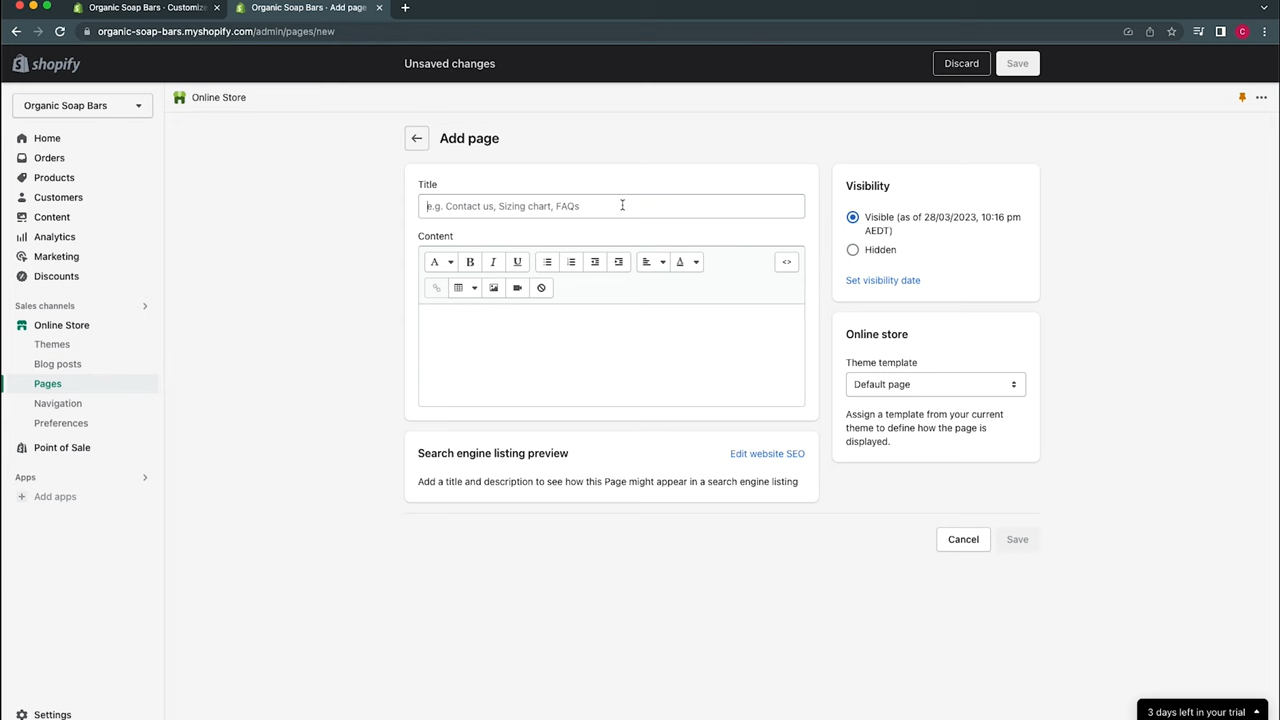 Organic Soap Bars · Customize
Organic Soap Bars · Add page
organic-soap-bars.myshopify.com/admin/pages/new
C
shopify
Unsaved changes
Discard
Save
Organic Soap Bars
Online Store
Home
Orders
Products
Customers
Content
Analytics
Marketing
Discounts
Sales channels
Online Store
Themes
Blog posts
Pages
Navigation
Preferences
Point of Sale
Apps
Add apps
Settings
Add page
Title
e.g. Contact us, Sizing chart, FAQs
Content
A
B
I
U
A
<>
Search engine listing preview
Edit website SEO
Add a title and description to see how this Page might appear in a search engine listing
Visibility
Visible (as of 28/03/2023, 10:16 pm
AEDT)
Hidden
Set visibility date
Online store
Theme template
Default page
Assign a template from your current
theme to define how the page is
displayed.
Cancel
Save
3 days left in your trial